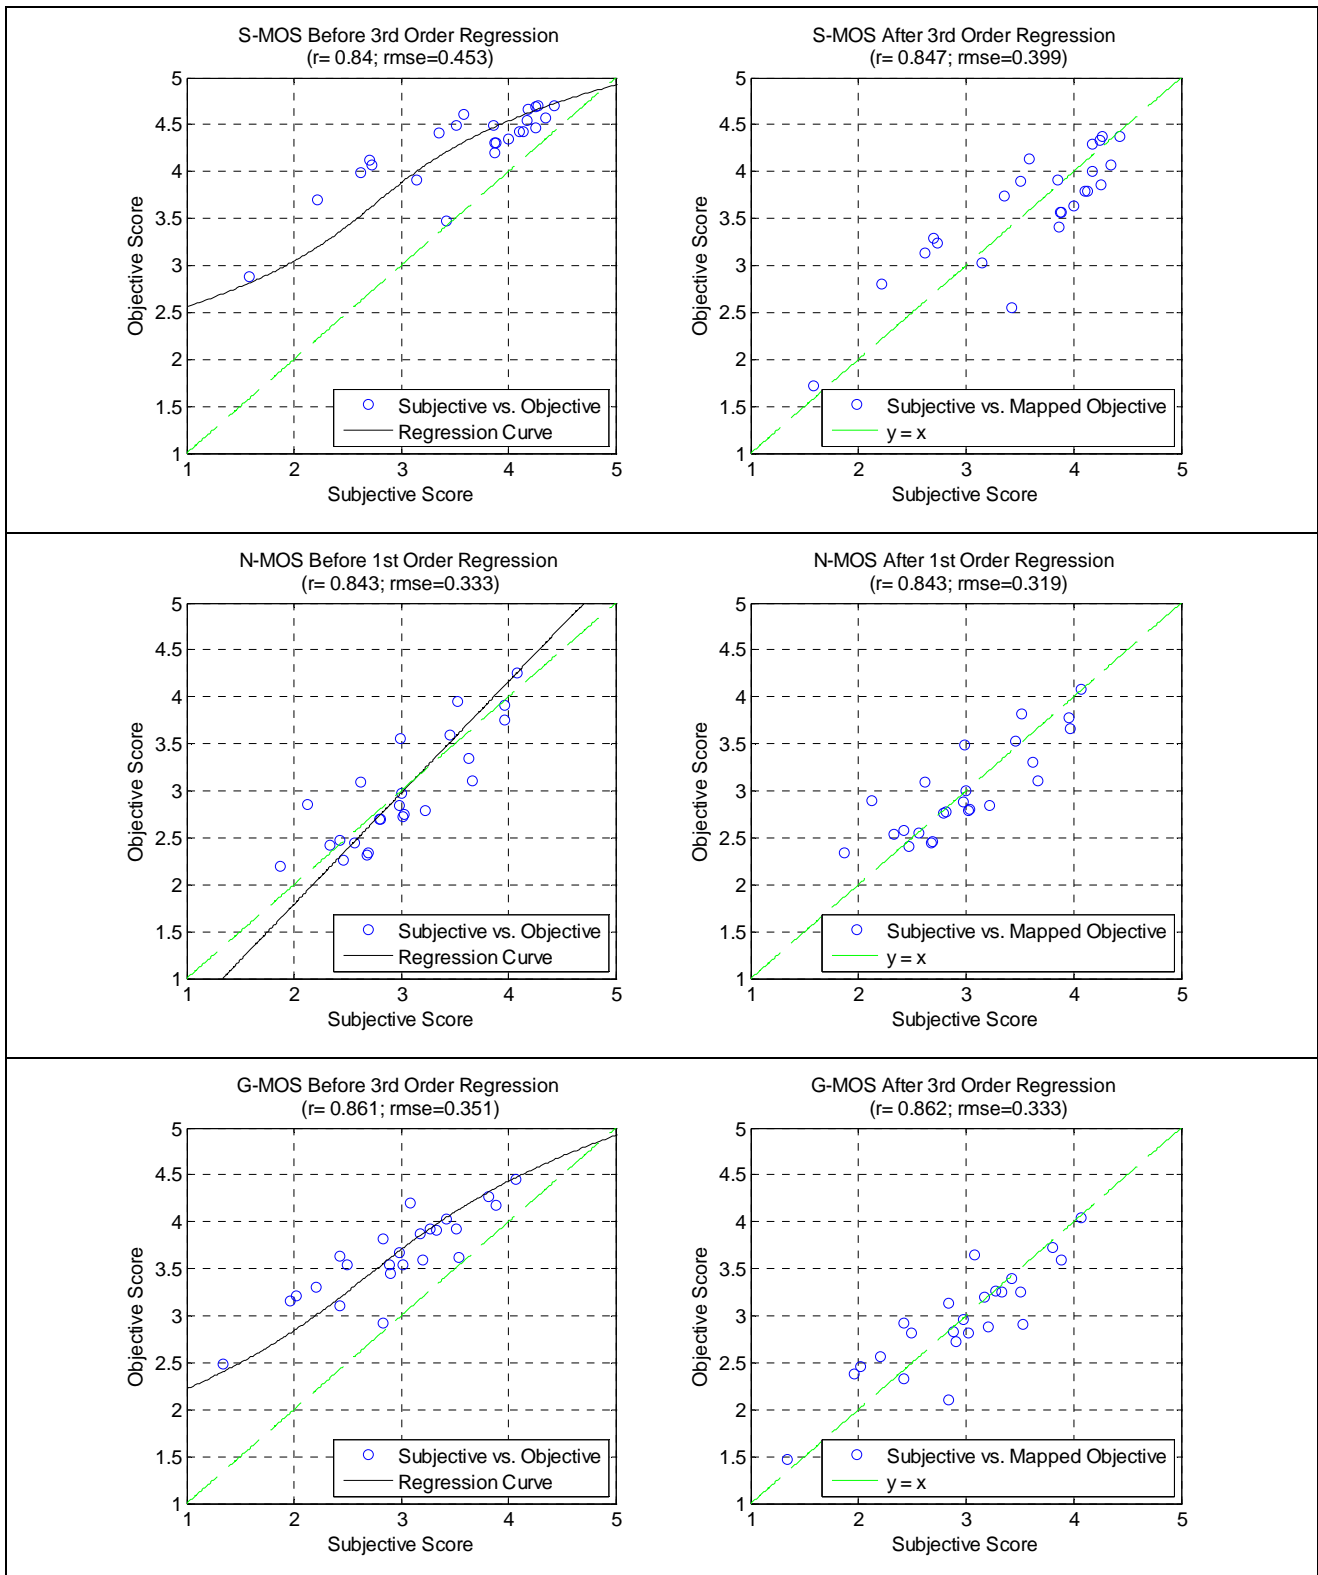 S-MOS Before 3rd Order Regression
(r= 0.84; rmse=0.453)
5
4.5
4
3.5
3
2.5
2
1.5
1
Objective Score
Subjective vs. Objective
Regression Curve
1 2 3 4 5
Subjective Score
S-MOS After 3rd Order Regression
(r= 0.847; rmse=0.399)
5
4.5
4
3.5
3
2.5
2
1.5
1
Objective Score
Subjective vs. Mapped Objective
y = x
1 2 3 4 5
Subjective Score
N-MOS Before 1st Order Regression
(r= 0.843; rmse=0.333)
5
4.5
4
3.5
3
2.5
2
1.5
1
Objective Score
Subjective vs. Objective
Regression Curve
1 2 3 4 5
Subjective Score
N-MOS After 1st Order Regression
(r= 0.843; rmse=0.319)
5
4.5
4
3.5
3
2.5
2
1.5
1
Objective Score
Subjective vs. Mapped Objective
y = x
1 2 3 4 5
Subjective Score
G-MOS Before 3rd Order Regression
(r= 0.861; rmse=0.351)
5
4.5
4
3.5
3
2.5
2
1.5
1
Objective Score
Subjective vs. Objective
Regression Curve
1 2 3 4 5
Subjective Score
G-MOS After 3rd Order Regression
(r= 0.862; rmse=0.333)
5
4.5
4
3.5
3
2.5
2
1.5
1
Objective Score
Subjective vs. Mapped Objective
y = x
1 2 3 4 5
Subjective Score